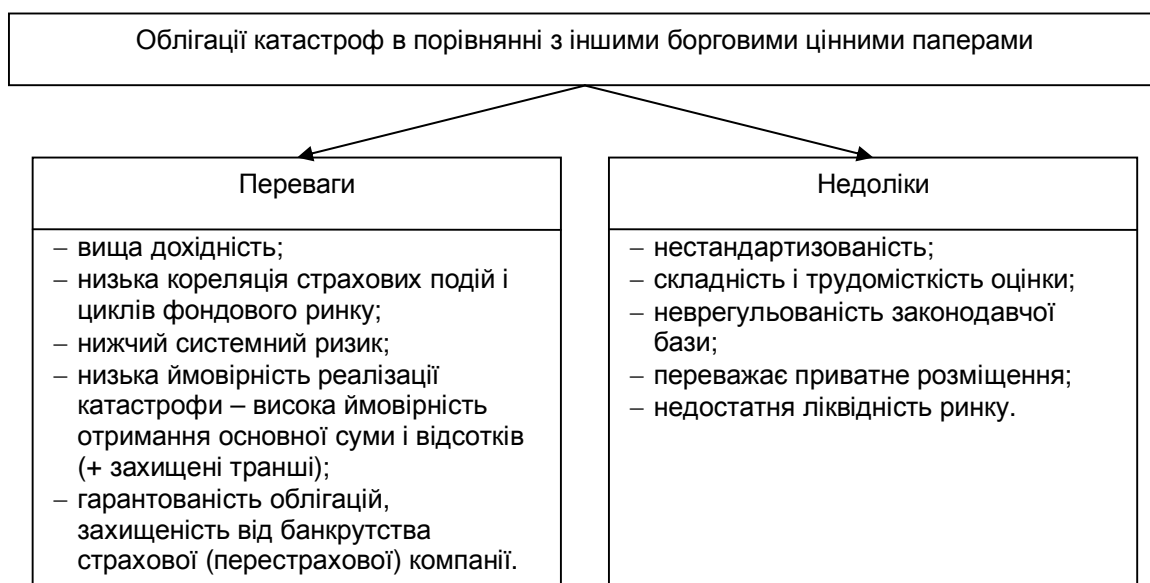 Облігації катастроф в порівнянні з іншими борговими цінними паперами
Переваги
– вища дохідність;
– низька кореляція страхових подій і
циклів фондового ринку;
– нижчий системний ризик;
– низька ймовірність реалізації
катастрофи – висока ймовірність
отримання основної суми і відсотків
(+ захищені транші);
– гарантованість облігацій,
захищеність від банкрутства
страхової (перестрахової) компанії.
Недоліки
– нестандартизованість;
– складність і трудомісткість оцінки;
– неврегульованість законодавчої
бази;
– переважає приватне розміщення;
– недостатня ліквідність ринку.